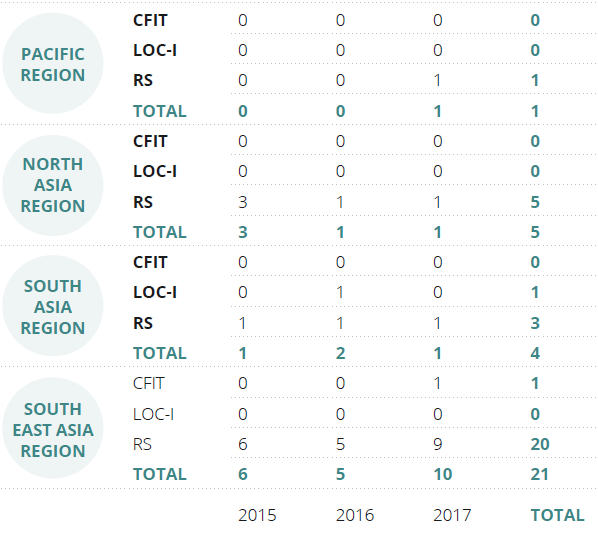 PACIFIC
REGION
CFIT 0 0 0 0
LOC-I 0 0 0 0
RS 0 0 1 1
TOTAL 0 0 1 1
NORTH
ASIA
REGION
CFIT 0 0 0 0
LOC-I 0 0 0 0
RS 3 1 1 5
TOTAL 3 1 1 5
SOUTH
ASIA
REGION
CFIT 0 0 0 0
LOC-I 0 1 0 1
RS 1 1 1 3
TOTAL 1 2 1 4
SOUTH
EAST ASIA
REGION
CFIT 0 0 1 1
LOC-I 0 0 0 0
RS 6 5 9 20
TOTAL 6 5 10 21
2015 2016 2017 TOTAL